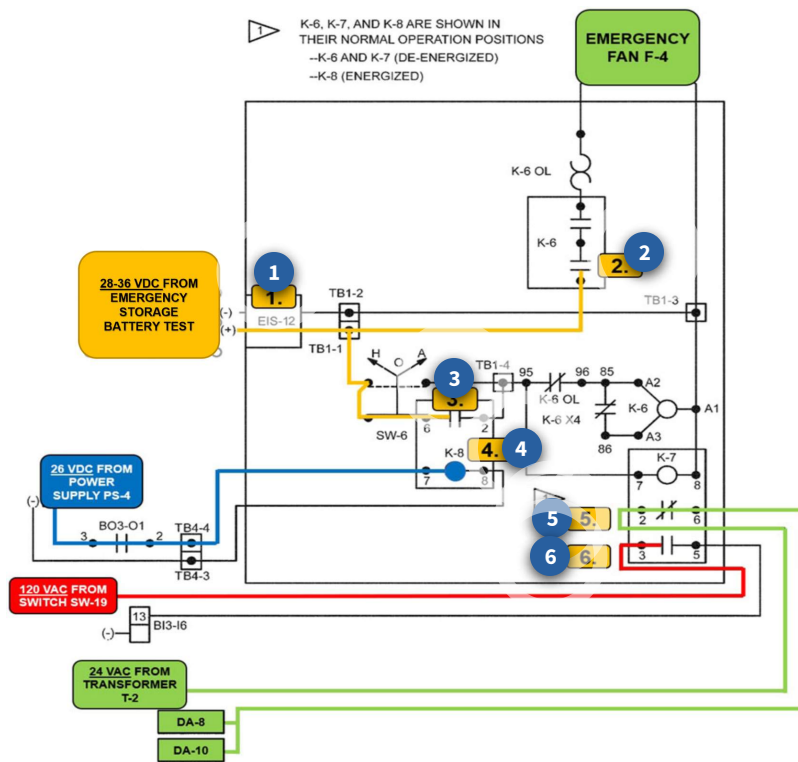 1
K-6, K-7, AND K-8 ARE SHOWN IN
THEIR NORMAL OPERATION POSITIONS
--K-6 AND K-7 (DE-ENERGIZED)
--K-8 (ENERGIZED)
EMERGENCY
FAN F-4
K-6 OL
K-6
2.
2
1
1.
28-36 VDC FROM
EMERGENCY
STORAGE
BATTERY TEST
(-)
(+)
EIS-12
TB1-2
TB1-1
TB1-3
H
O
A
3
3.
TB1-4
95
96
85
K-6 OL
K-6 X4
A2
K-6
A1
A3
86
SW-6
6
2
4.
4
K-8
7
8
K-7
7
8
26 VDC FROM
POWER
SUPPLY PS-4
(-)
3
BO3-O1
2
TB4-4
TB4-3
5
5.
2
6
6
6.
3
5
120 VAC FROM
SWITCH SW-19
13
BI3-I6
(-)
24 VAC FROM
TRANSFORMER
T-2
DA-8
DA-10